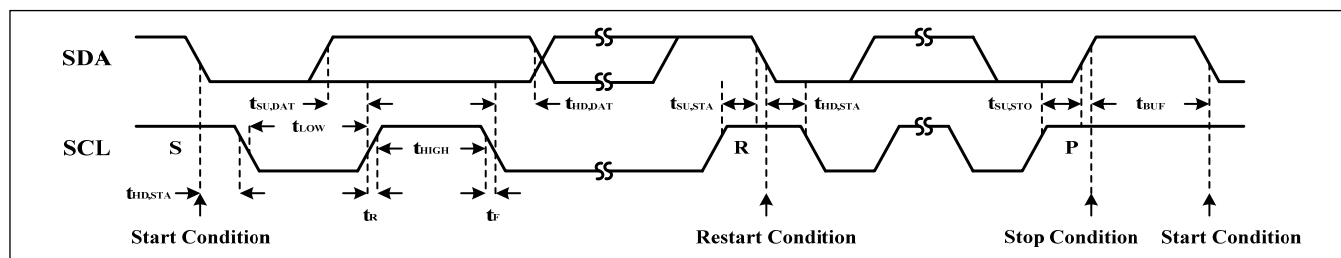 SDA
tSU,DAT
tHD,DAT
tSU,STA
tHD,STA
tSU,STO
tBUF
tLOW
SCL
S
tHIGH
R
P
tHD,STA
tR
tF
Start Condition
Restart Condition
Stop Condition
Start Condition